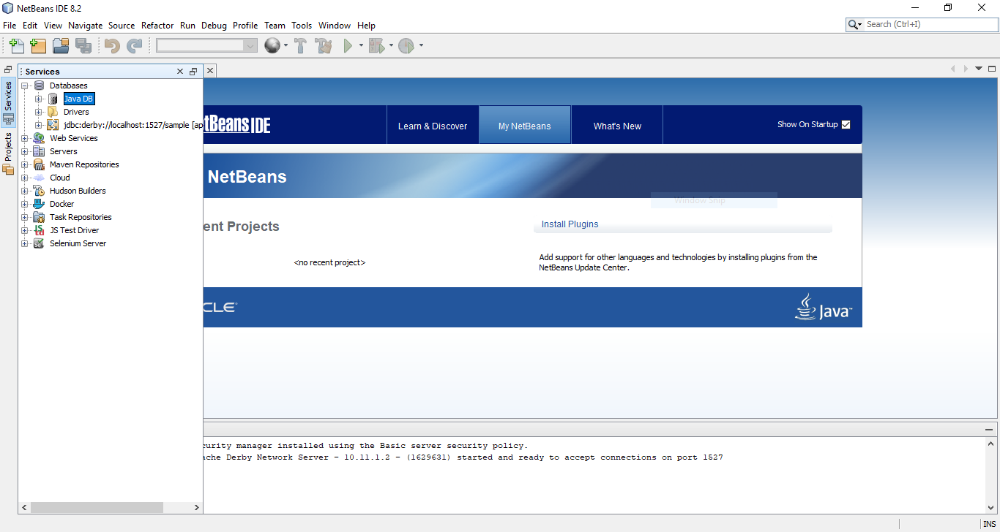 NetBeans IDE 8.2
File Edit View Navigate Source Refactor Run Debug Profile Team Tools Window Help
Search (Ctrl+I)
Services
Services
Projects
Databases
Java DB
Drivers
jdbc:derby://localhost:1527/sample [ap
Web Services
Servers
Maven Repositories
Cloud
Hudson Builders
Docker
Task Repositories
JS Test Driver
Selenium Server
tBeans IDE
Learn & Discover
My NetBeans
What's New
Show On Startup
NetBeans
Window Snip
ent Projects
Install Plugins
<no recent project>
Add support for other languages and technologies by installing plugins from the
NetBeans Update Center.
CLE
Java
curity manager installed using the Basic server security policy.
ache Derby Network Server - 10.11.1.2 - (1629631) started and ready to accept connections on port 1527
INS